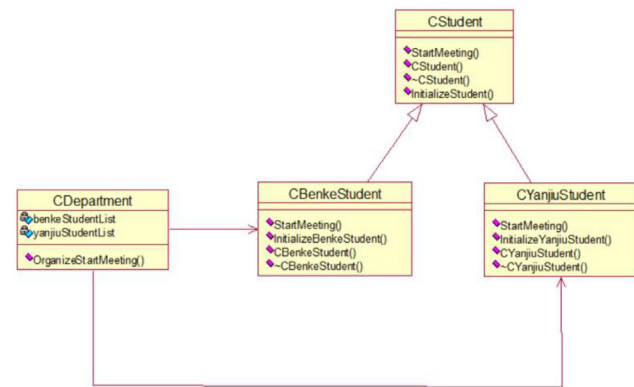 CStudent
StartMeeting()
CStudent()
~CStudent()
InitializeStudent()
CDepartment
benkeStudentList
yanjiuStudentList
OrganizeStartMeeting()
CBenkeStudent
StartMeeting()
InitializeBenkeStudent()
CBenkeStudent()
~CBenkeStudent()
CYanjiuStudent
StartMeeting()
InitializeYanjiuStudent()
CYanjiuStudent()
~CYanjiuStudent()